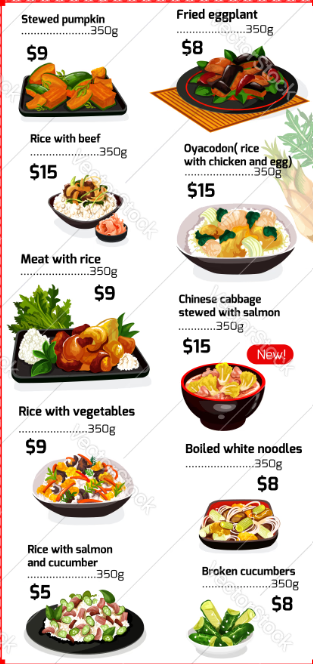 Stewed pumpkin
....................350g
$9
Fried eggplant
....................350g
$8
Rice with beef
....................350g
$15
Oyacodon( rice
with chicken and egg)
....................350g
$15
Meat with rice
....................350g
$9
Chinese cabbage
stewed with salmon
....................350g
$15
New!
Rice with vegetables
....................350g
$9
Boiled white noodles
....................350g
$8
Rice with salmon
and cucumber
....................350g
$5
Broken cucumbers
....................350g
$8
VectorStock